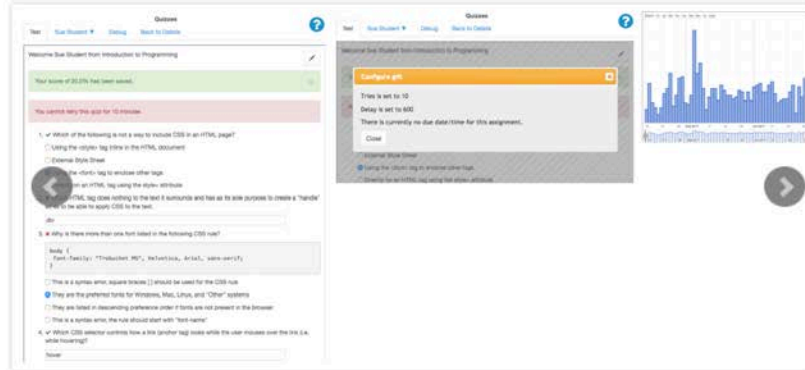 Quizzes
Test Sue Student Debug Back to Details
Welcome Sue Student from Introduction to Programming
Your score of 50.0% has been saved.
You cannot retry this quiz for 10 minutes
1. ✔ Which of the following is not a way to include CSS in an HTML page?
Using the <style> tag inline in the HTML document
External Style Sheet
the <font> tag to enclose other tags
on an HTML tag using the style= attribute
HTML tag does nothing to the text it surrounds and has as its sole purpose to create a "handle"
to be able to apply CSS to the text.
div
3. ✖ Why is there more than one font listed in the following CSS rule?
body {
font-family: "Trebuchet MS", Helvetica, Arial, sans-serif;
}
This is a syntax error, square braces [] should be used for the CSS rule
They are the preferred fonts for Windows, Mac, Linux, and "Other" systems
They are listed in descending preference order if fonts are not present in the browser
This is a syntax error, the rule should start with "font-name"
4. ✔ Which CSS selector controls how a link (anchor tag) looks while the user mouses over the link (i.e.
while hovering)?
hover
Quizzes
Test Sue Student Debug Back to Details
Welcome Sue Student from Introduction to Programming
Configure gift
Tries is set to 10
Delay is set to 600
There is currently no due date/time for this assignment.
Close
External Style Sheet
Using the <font> tag to enclose other tags
Directly on an HTML tag using the style= attribute